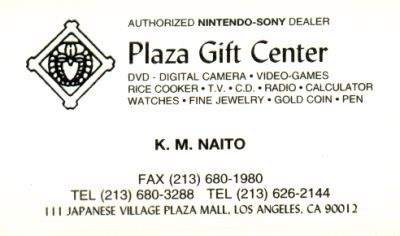 AUTHORIZED NINTENDO-SONY DEALER
Plaza Gift Center
DVD - DIGITAL CAMERA • VIDEO-GAMES
RICE COOKER • T.V. • C.D. • RADIO • CALCULATOR
WATCHES • FINE JEWELRY • GOLD COIN • PEN
K. M. NAITO
FAX (213) 680-1980
TEL (213) 680-3288 TEL (213) 626-2144
111 JAPANESE VILLAGE PLAZA MALL, LOS ANGELES, CA 90012